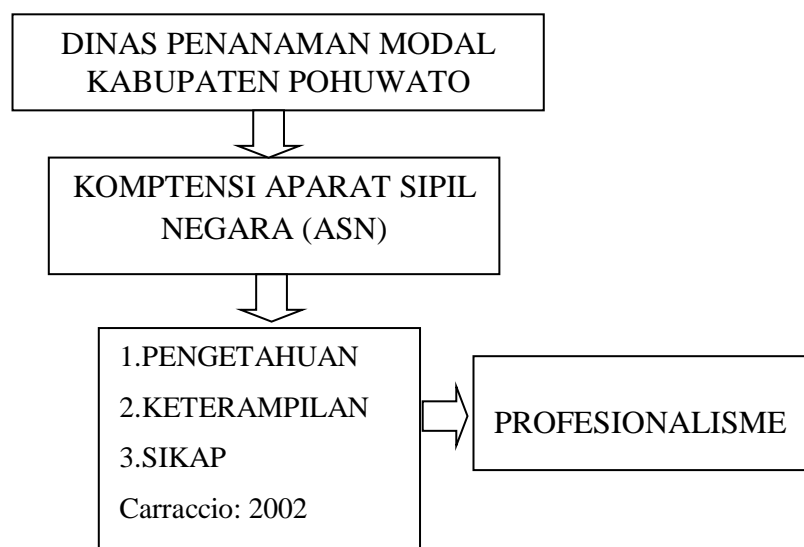 DINAS PENANAMAN MODAL
KABUPATEN POHUWATO
KOMPTENSI APARAT SIPIL
NEGARA (ASN)
1.PENGETAHUAN
2.KETERAMPILAN
3.SIKAP
Carraccio: 2002
PROFESIONALISME